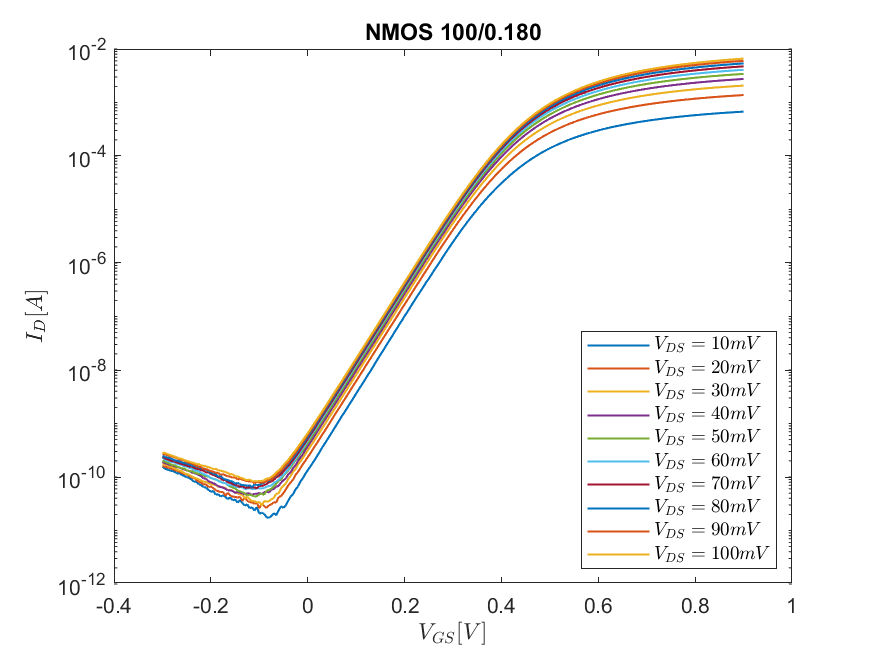 NMOS 100/0.180
10^-2
10^-4
10^-6
10^-8
10^-10
10^-12
I_D[A]
-0.4 -0.2 0 0.2 0.4 0.6 0.8 1
V_GS[V]
V_DS = 10mV
V_DS = 20mV
V_DS = 30mV
V_DS = 40mV
V_DS = 50mV
V_DS = 60mV
V_DS = 70mV
V_DS = 80mV
V_DS = 90mV
V_DS = 100mV